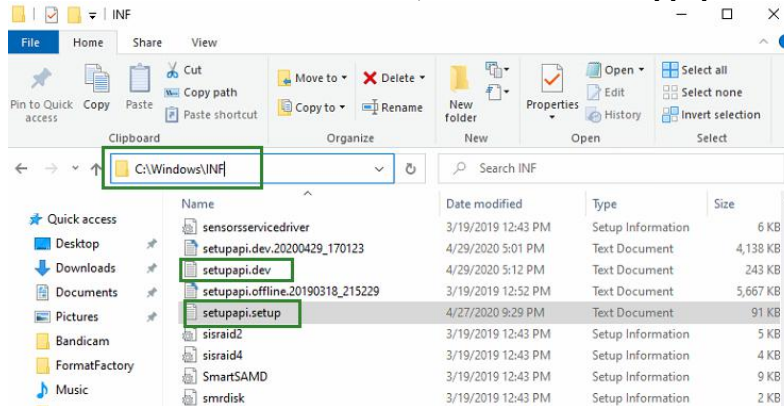 INF
File Home Share View
Pin to Quick access
Copy
Paste
Cut
Copy path
Paste shortcut
Clipboard
Move to
Copy to
Delete
Rename
Organize
New folder
New
Properties
Open
Edit
History
Open
Select all
Select none
Invert selection
Select
C:\Windows\INF
Search INF
Quick access
Desktop
Downloads
Documents
Pictures
Bandicam
FormatFactory
Music
Name Date modified Type Size
sensorsservicedriver 3/19/2019 12:43 PM Setup Information 6 KB
setupapi.dev.20200429_170123 4/29/2020 5:01 PM Text Document 4,138 KB
setupapi.dev 4/29/2020 5:12 PM Text Document 243 KB
setupapi.offline.20190318_215229 3/19/2019 12:52 PM Text Document 5,667 KB
setupapi.setup 4/27/2020 9:29 PM Text Document 91 KB
sisraid2 3/19/2019 12:43 PM Setup Information 5 KB
sisraid4 3/19/2019 12:43 PM Setup Information 4 KB
SmartSAMD 3/19/2019 12:43 PM Setup Information 9 KB
smrdisk 3/19/2019 12:43 PM Setup Information 2 KB